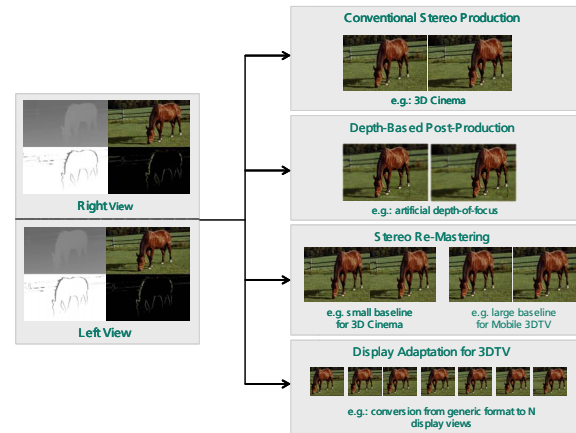 Conventional Stereo Production
e.g.: 3D Cinema
Depth-Based Post-Production
e.g.: artificial depth-of-focus
Right View
Left View
Stereo Re-Mastering
e.g. small baseline
for 3D Cinema
e.g. large baseline
for Mobile 3DTV
Display Adaptation for 3DTV
e.g.: conversion from generic format to N
display views